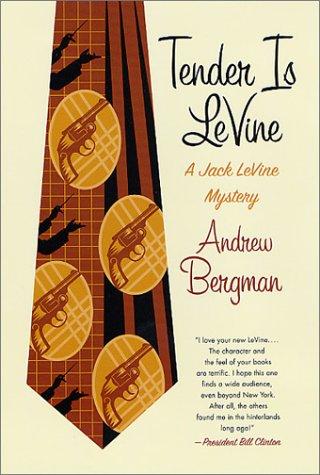 Tender Is
LeVine
A Jack LeVine
Mystery
Andrew
Bergman
"I love your new LeVine....
The character and
the feel of your books
are terrific. I hope this one
finds a wide audience,
even beyond New York.
After all, the others
found me in the hinterlands
long ago!"
—President Bill Clinton